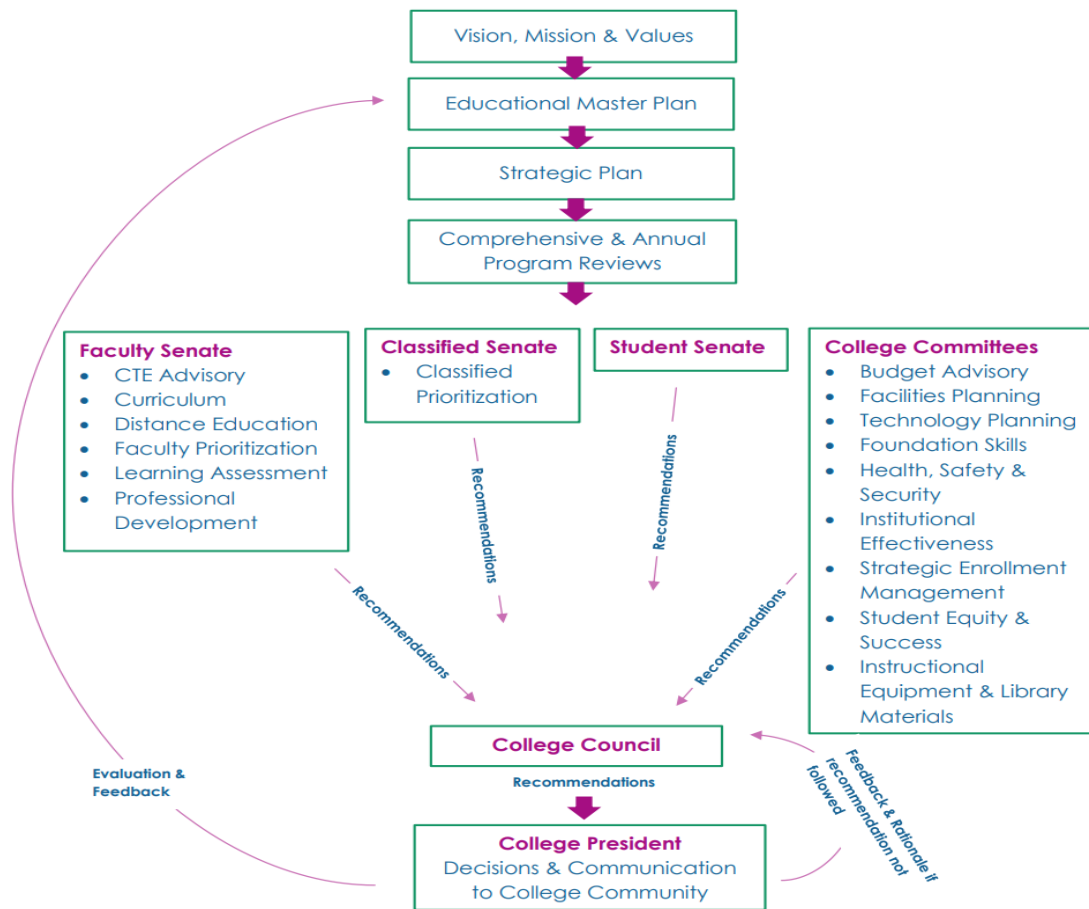 Vision, Mission & Values
Educational Master Plan
Strategic Plan
Comprehensive & Annual
Program Reviews
Faculty Senate
• CTE Advisory
• Curriculum
• Distance Education
• Faculty Prioritization
• Learning Assessment
• Professional
Development
Classified Senate
• Classified
Prioritization
Student Senate
College Committees
• Budget Advisory
• Facilities Planning
• Technology Planning
• Foundation Skills
• Health, Safety &
Security
• Institutional
Effectiveness
• Strategic Enrollment
Management
• Student Equity &
Success
• Instructional
Equipment & Library
Materials
Recommendations
Recommendations
Recommendations
Recommendations
College Council
Recommendations
College President
Decisions & Communication
to College Community
Evaluation &
Feedback
Feedback & Rationale if
recommendation not
followed